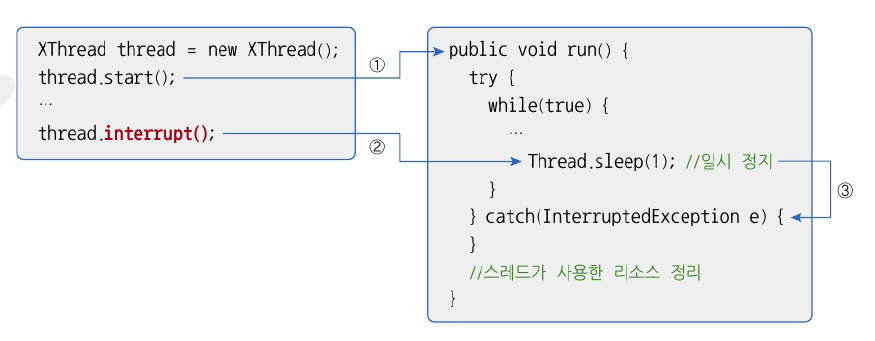 XThread thread = new XThread();
thread.start();
...
thread.interrupt();
①
②
public void run() {
try {
while(true) {
...
Thread.sleep(1); //일시 정지
}
} catch(InterruptedException e) {
}
//스레드가 사용한 리소스 정리
}
③